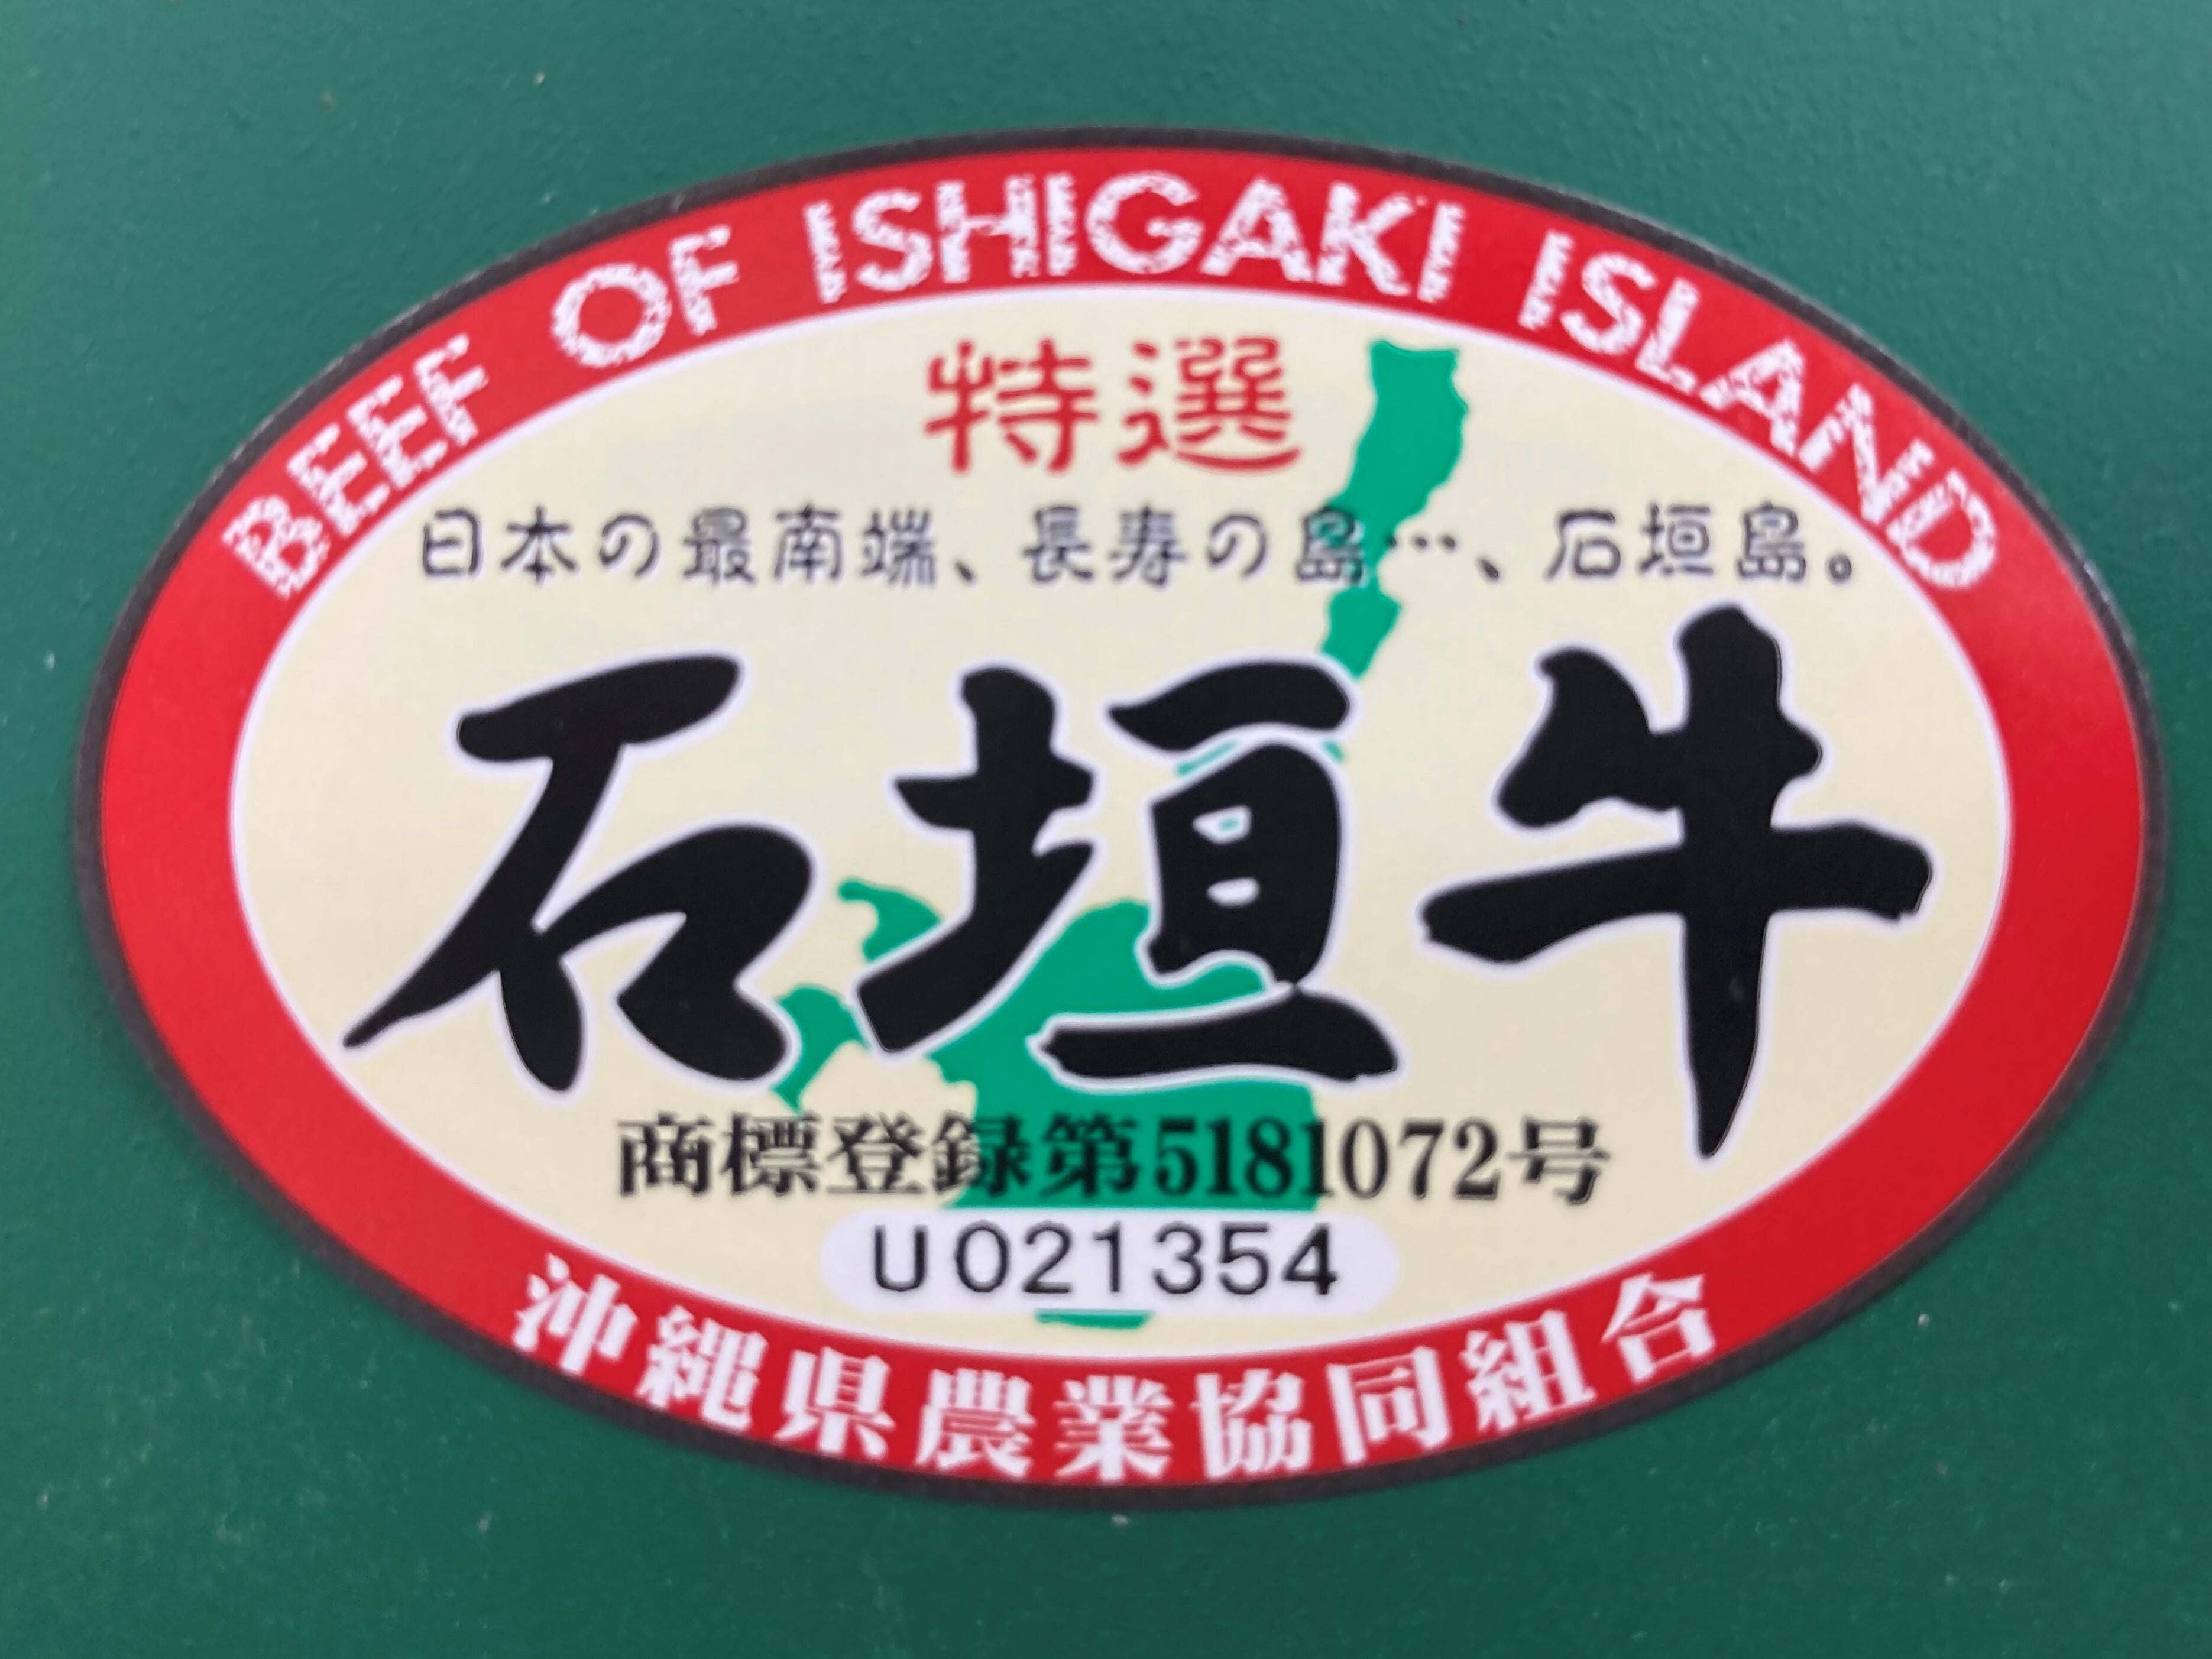 BEEF OF ISHIGAKI ISLAND
特選
日本の最南端、長寿の島…、石垣島。
石垣牛
商標登録第5181072号
U021354
沖縄県農業協同組合